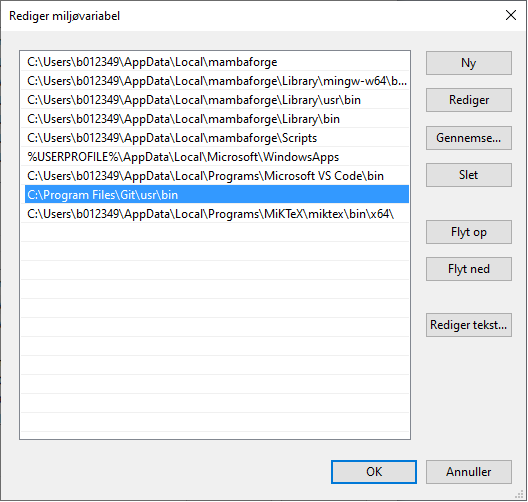 Rediger miljøvariabel
C:\Users\b012349\AppData\Local\mambaforge
C:\Users\b012349\AppData\Local\mambaforge\Library\mingw-w64\b...
C:\Users\b012349\AppData\Local\mambaforge\Library\usr\bin
C:\Users\b012349\AppData\Local\mambaforge\Library\bin
C:\Users\b012349\AppData\Local\mambaforge\Scripts
%USERPROFILE%\AppData\Local\Microsoft\WindowsApps
C:\Users\b012349\AppData\Local\Programs\Microsoft VS Code\bin
C:\Program Files\Git\usr\bin
C:\Users\b012349\AppData\Local\Programs\MiKTeX\miktex\bin\x64\
Ny
Rediger
Gennemse...
Slet
Flyt op
Flyt ned
Rediger tekst...
OK
Annuller